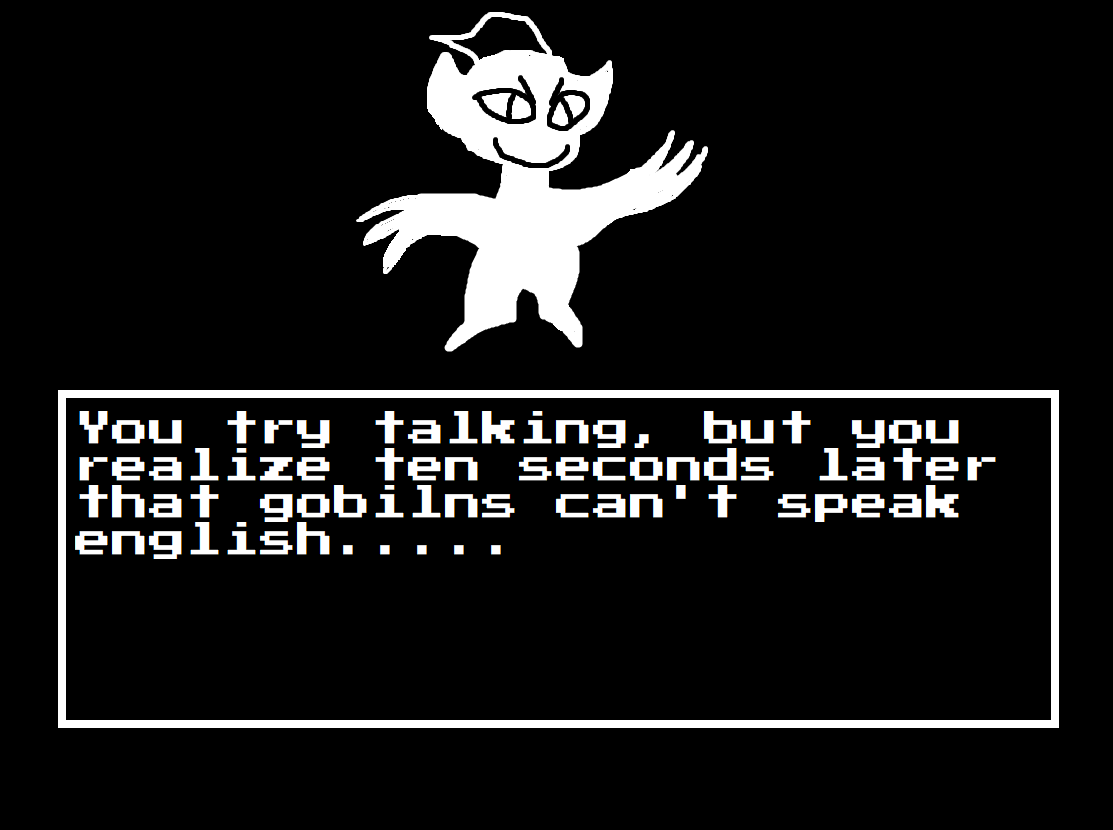 You try talking, but you
realize ten seconds later
that gobilns can't speak
english.....